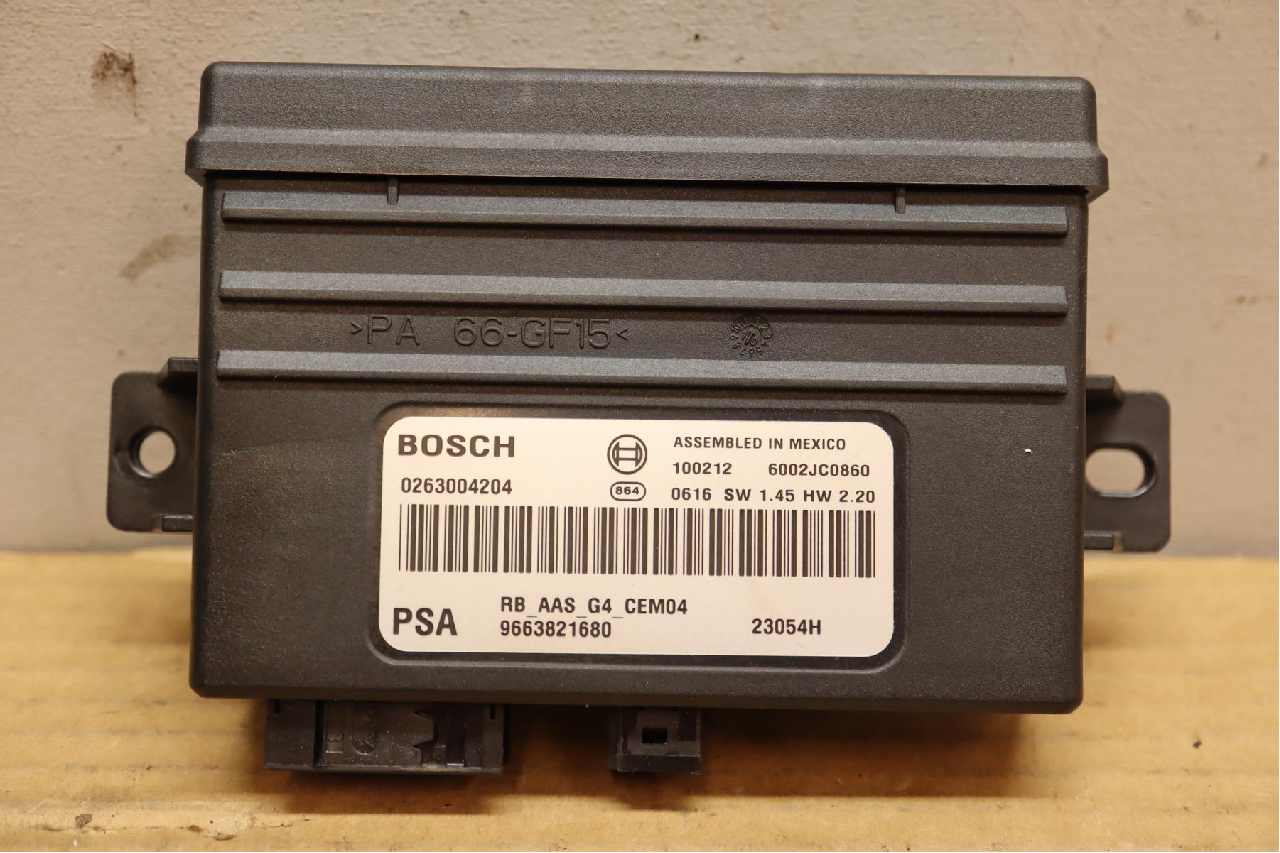 >PA 66-GF15<
BOSCH
ASSEMBLED IN MEXICO
100212 6002JC0860
0263004204
864
0616 SW 1.45 HW 2.20
RB_AAS_G4_CEM04
PSA
9663821680
23054H